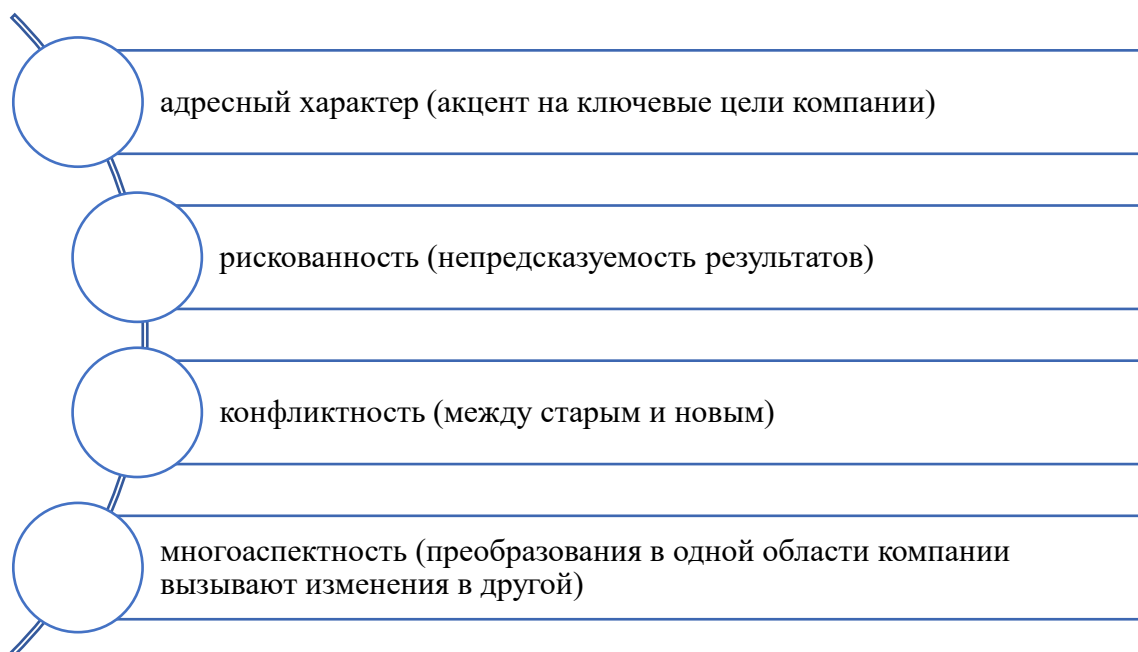 адресный характер (акцент на ключевые цели компании)
рискованность (непредсказуемость результатов)
конфликтность (между старым и новым)
многоаспектность (преобразования в одной области компании
вызывают изменения в другой)